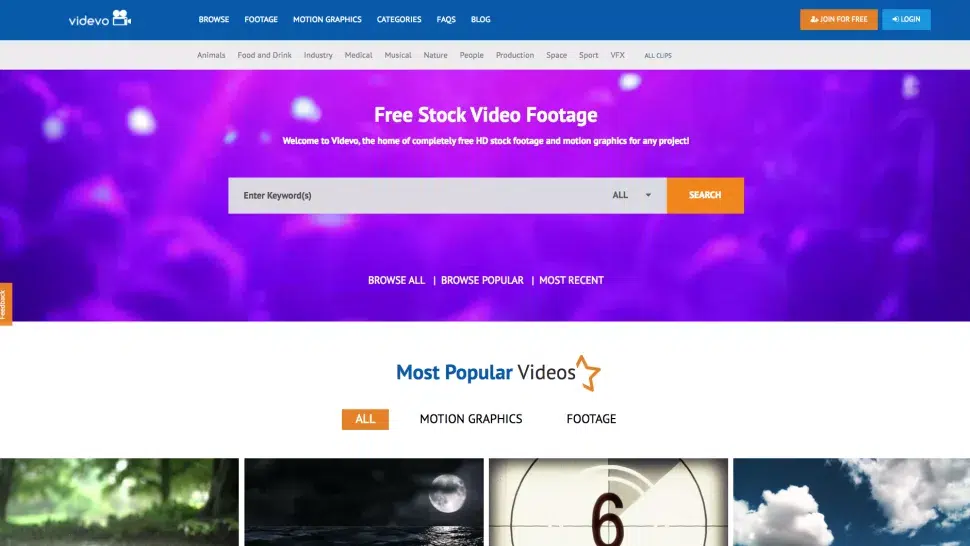 videvo
BROWSE FOOTAGE MOTION GRAPHICS CATEGORIES FAQS BLOG
JOIN FOR FREE LOGIN
Animals Food and Drink Industry Medical Musical Nature People Production Space Sport VFX ALL CLIPS
Free Stock Video Footage
Welcome to Videvo, the home of completely free HD stock footage and motion graphics for any project!
Enter Keyword(s) ALL SEARCH
BROWSE ALL | BROWSE POPULAR | MOST RECENT
Feedback
Most Popular Videos
ALL MOTION GRAPHICS FOOTAGE
6